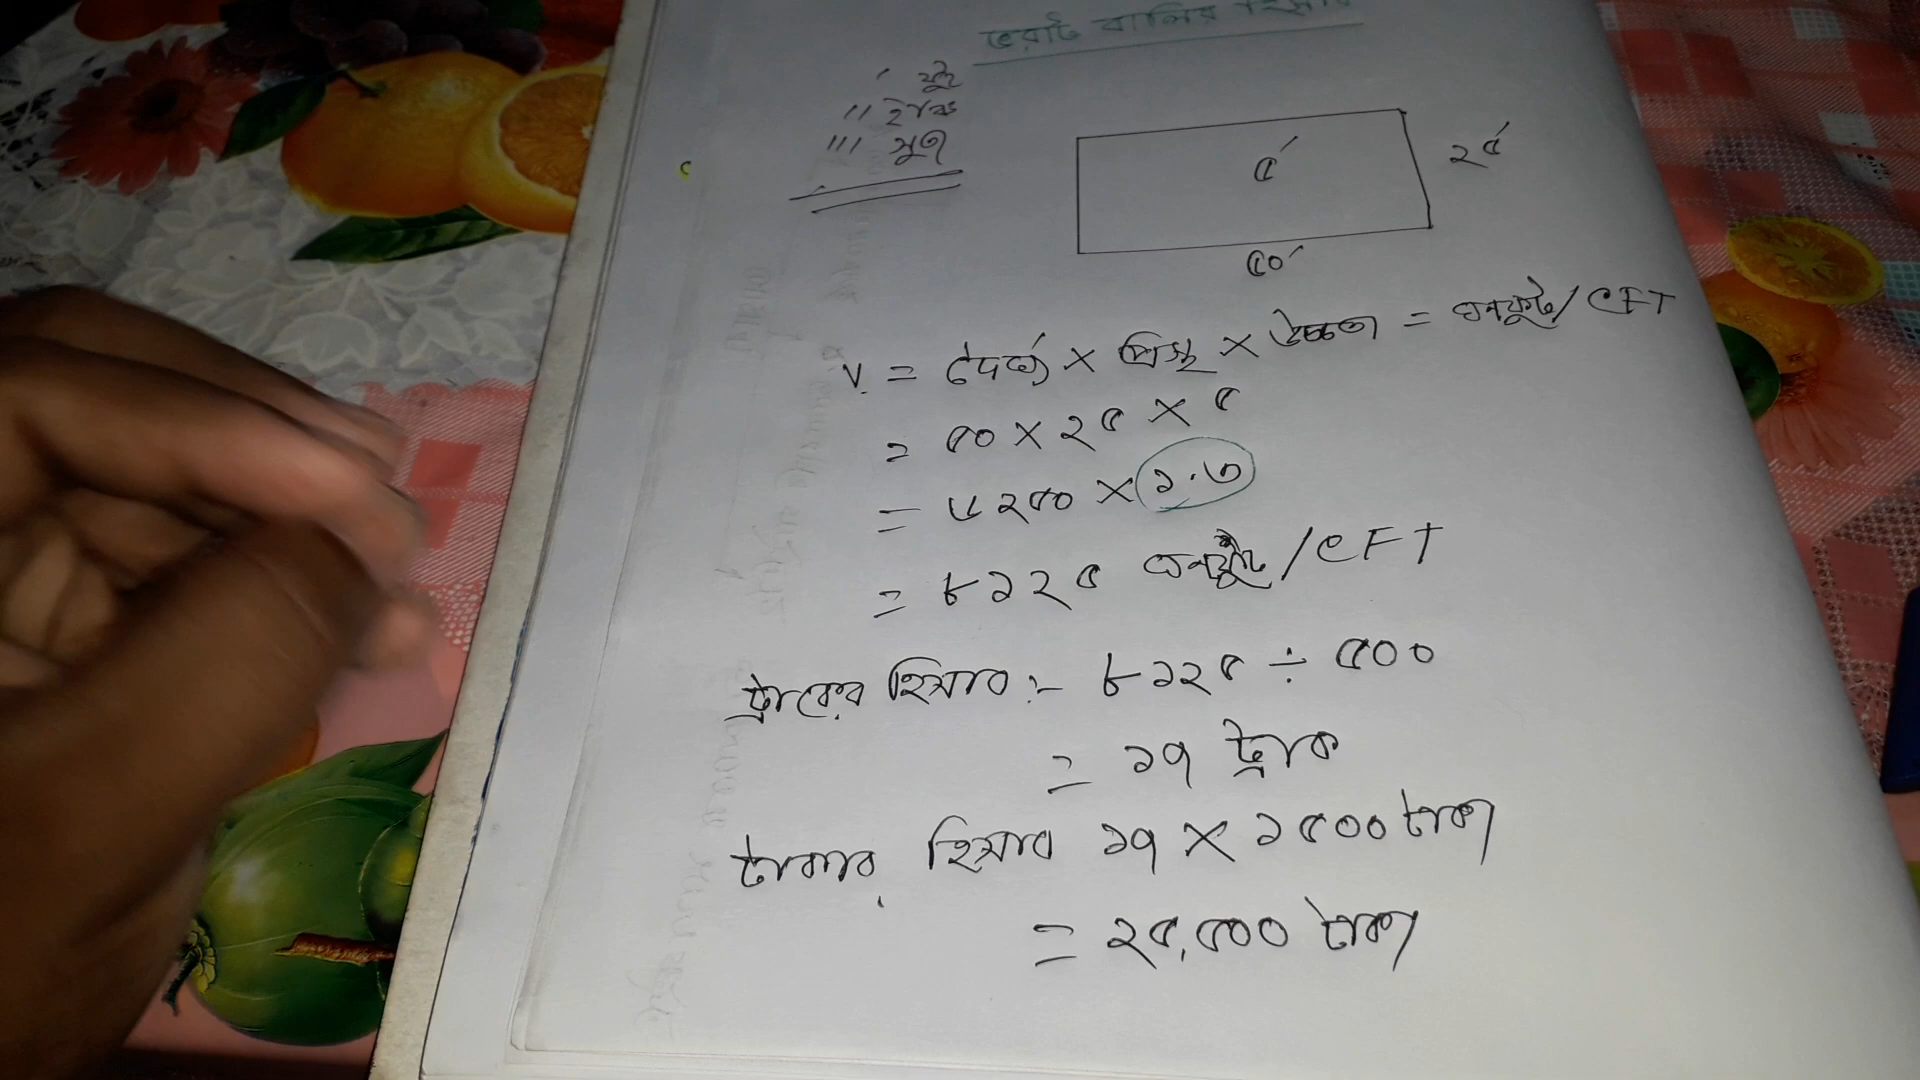 ভরাট বালির হিসাব
' ফুট
'' ইঞ্চি
''' সুতা
৫'
২৫'
৫০'
V = দৈর্ঘ্য × প্রস্থ × উচ্চতা = ঘনফুট/CFT
= ৫০ × ২৫ × ৫
= ৬২৫০ × ১.৩
= ৮১২৫ ঘনফুট/CFT
ট্রাকের হিসাব :- ৮১২৫ ÷ ৫০০
= ১৭ ট্রাক
টাকার হিসাব ১৭ × ১৫০০ টাকা
= ২৫,৫০০ টাকা